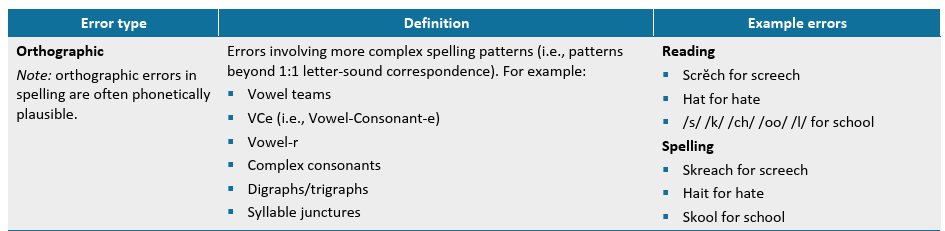 Error type
Definition
Example errors
Orthographic
Note: orthographic errors in
spelling are often phonetically
plausible.
Errors involving more complex spelling patterns (i.e., patterns
beyond 1:1 letter-sound correspondence). For example:
▪ Vowel teams
▪ VCe (i.e., Vowel-Consonant-e)
▪ Vowel-r
▪ Complex consonants
▪ Digraphs/trigraphs
▪ Syllable junctures
Reading
▪ Scrĕch for screech
▪ Hat for hate
▪ /s/ /k/ /ch/ /oo/ /l/ for school
Spelling
▪ Skreach for screech
▪ Hait for hate
▪ Skool for school